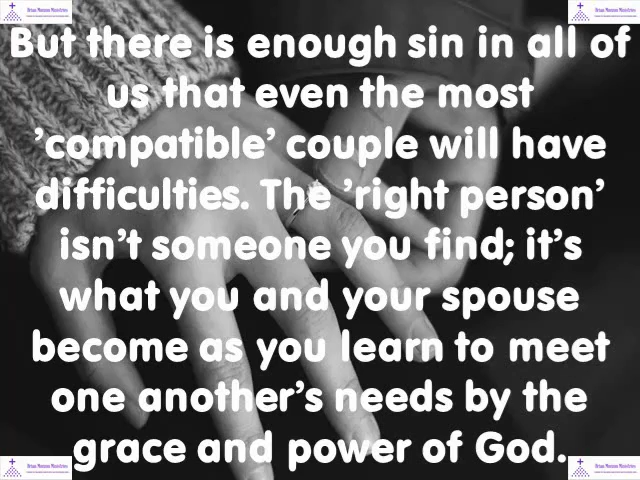 But there is enough sin in all of
us that even the most
’compatible’ couple will have
difficulties. The ’right person’
isn’t someone you find; it’s
what you and your spouse
become as you learn to meet
one another’s needs by the
grace and power of God.